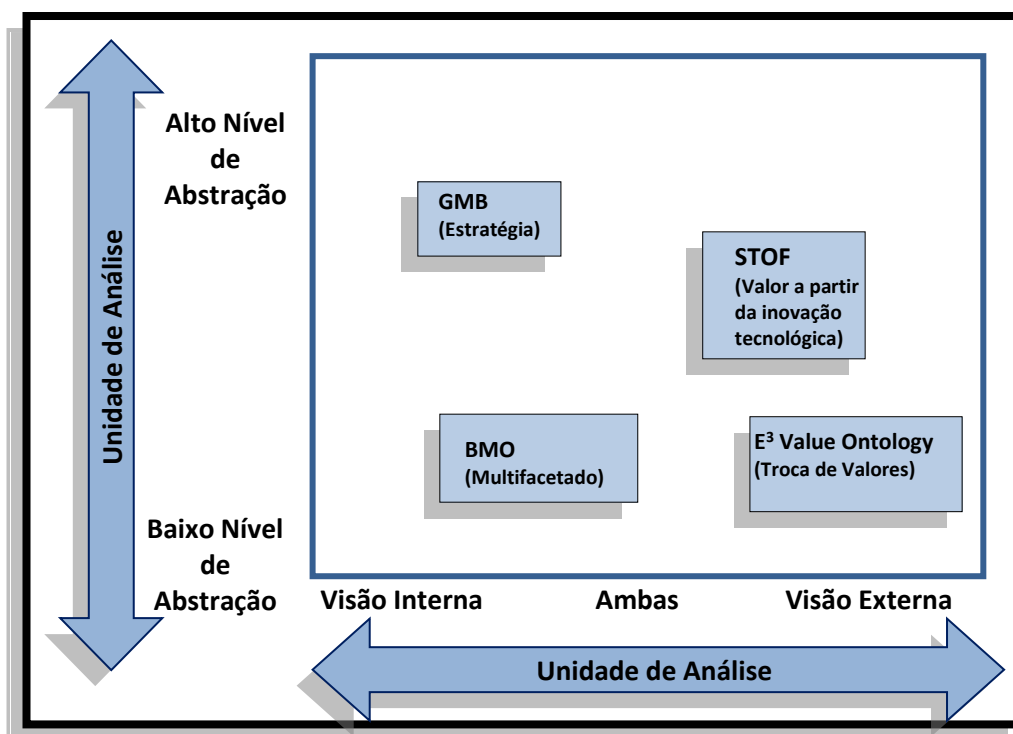 Unidade de Análise
Alto Nível
de
Abstração
GMB
(Estratégia)
STOF
(Valor a partir
da inovação
tecnológica)
BMO
(Multifacetado)
E³ Value Ontology
(Troca de Valores)
Baixo Nível
de
Abstração
Visão Interna
Ambas
Visão Externa
Unidade de Análise